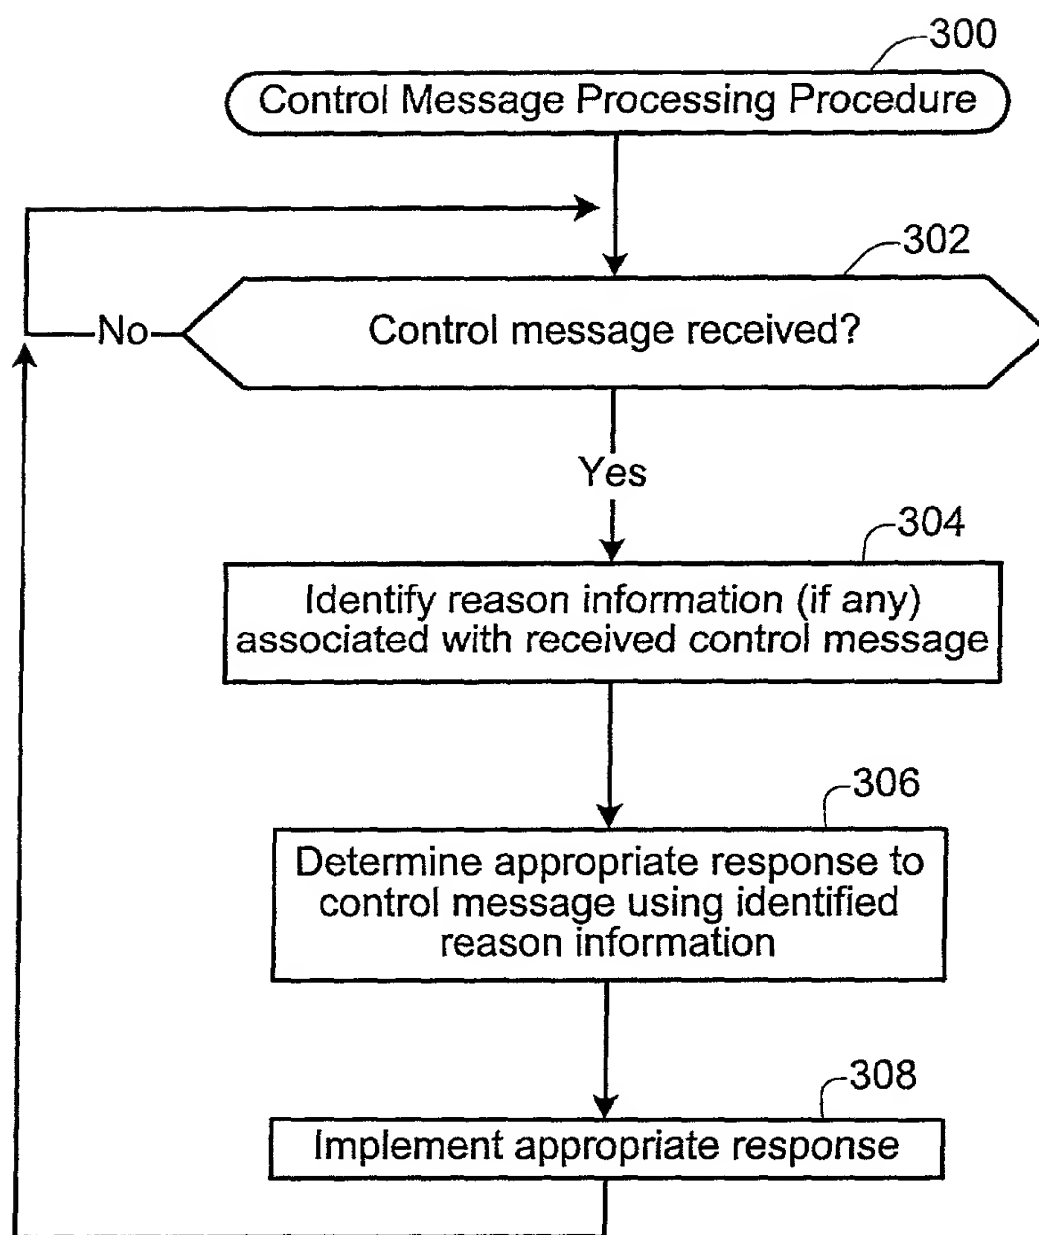 300
Control Message Processing Procedure
302
Control message received?
No
Yes
304
Identify reason information (if any)
associated with received control message
306
Determine appropriate response to
control message using identified
reason information
308
Implement appropriate response